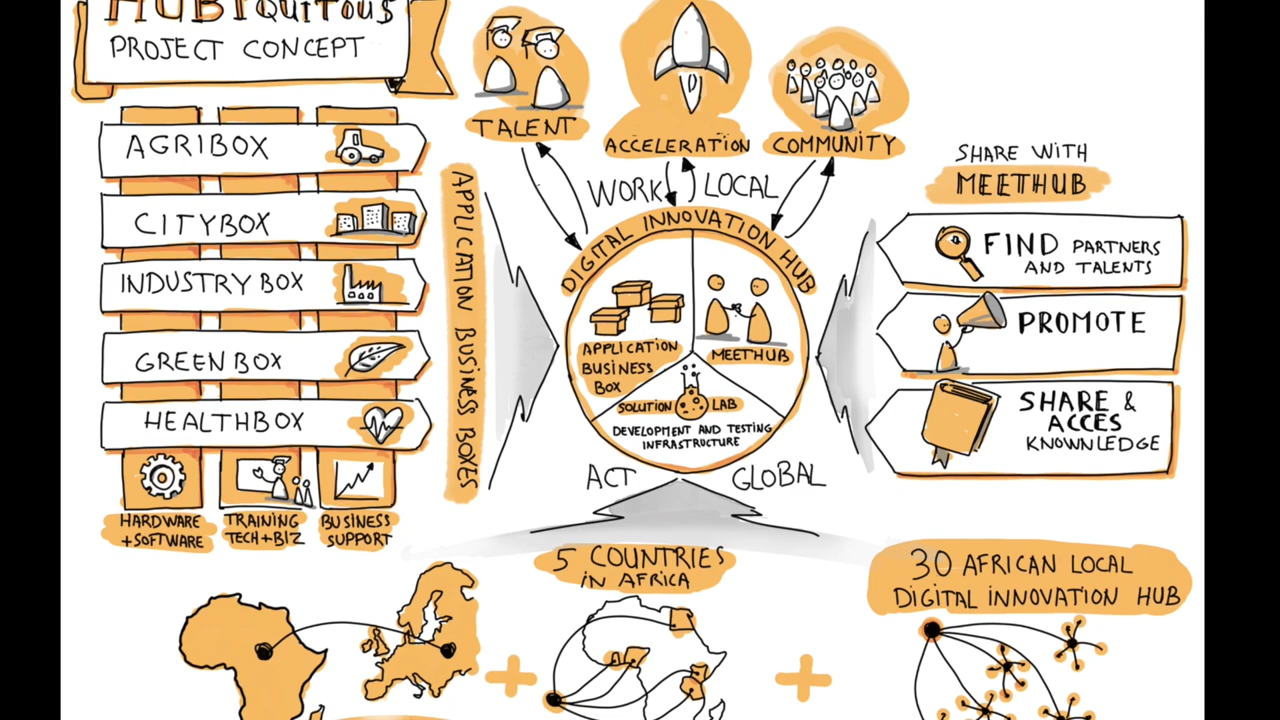 HUBiQUITOUS
PROJECT CONCEPT
AGRIBOX
CITYBOX
INDUSTRY BOX
GREEN BOX
HEALTHBOX
HARDWARE
+SOFTWARE
TRAINING
TECH+BIZ
BUSINESS
SUPPORT
APPLICATION BUSINESS BOXES
TALENT
ACCELERATION
COMMUNITY
WORK LOCAL
DIGITAL INNOVATION HUB
APPLICATION
BUSINESS
BOX
MEETHUB
SOLUTION LAB
DEVELOPMENT AND TESTING
INFRASTRUCTURE
ACT GLOBAL
SHARE WITH
MEETHUB
FIND PARTNERS
AND TALENTS
PROMOTE
SHARE &
ACCES
KNOWNLEDGE
5 COUNTRIES
IN AFRICA
30 AFRICAN LOCAL
DIGITAL INNOVATION HUB